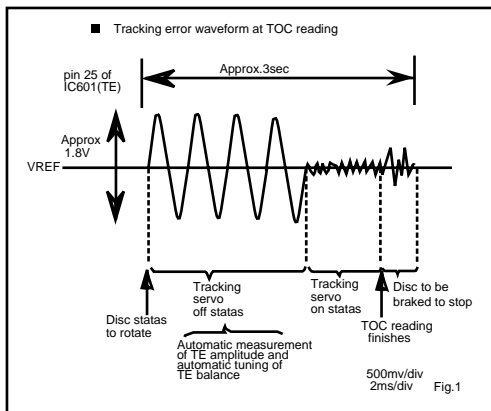 ■ Tracking error waveform at TOC reading
pin 25 of
IC601(TE)
Approx.3sec
Approx
1.8V
VREF
Tracking
servo
off statas
Tracking
servo
on statas
Disc to be
braked to stop
Disc statas
to rotate
TOC reading
finishes
Automatic measurement
of TE amplitude and
automatic tuning of
TE balance
500mv/div
2ms/div
Fig.1